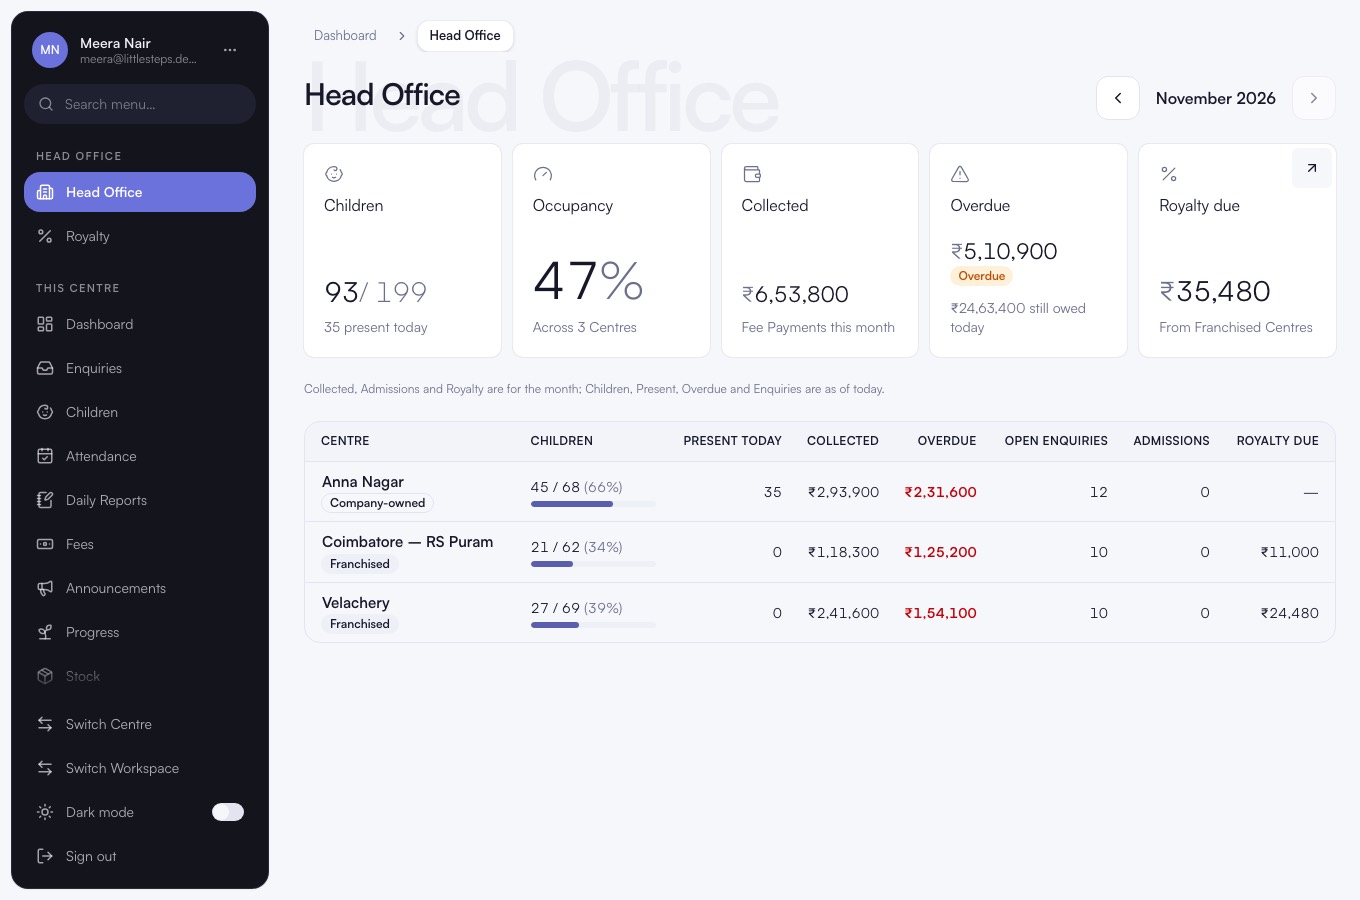 MN
Meera Nair
meera@littlesteps.de...
Search menu...
HEAD OFFICE
Head Office
Royalty
THIS CENTRE
Dashboard
Enquiries
Children
Attendance
Daily Reports
Fees
Announcements
Progress
Stock
Switch Centre
Switch Workspace
Dark mode
Sign out
Dashboard > Head Office
Head Office
Head Office
November 2026
Children
93/ 199
35 present today
Occupancy
47%
Across 3 Centres
Collected
₹6,53,800
Fee Payments this month
Overdue
₹5,10,900
Overdue
₹24,63,400 still owed
today
Royalty due
₹35,480
From Franchised Centres
Collected, Admissions and Royalty are for the month; Children, Present, Overdue and Enquiries are as of today.
CENTRE CHILDREN PRESENT TODAY COLLECTED OVERDUE OPEN ENQUIRIES ADMISSIONS ROYALTY DUE
Anna Nagar
Company-owned
45 / 68 (66%) 35 ₹2,93,900 ₹2,31,600 12 0 —
Coimbatore — RS Puram
Franchised
21 / 62 (34%) 0 ₹1,18,300 ₹1,25,200 10 0 ₹11,000
Velachery
Franchised
27 / 69 (39%) 0 ₹2,41,600 ₹1,54,100 10 0 ₹24,480